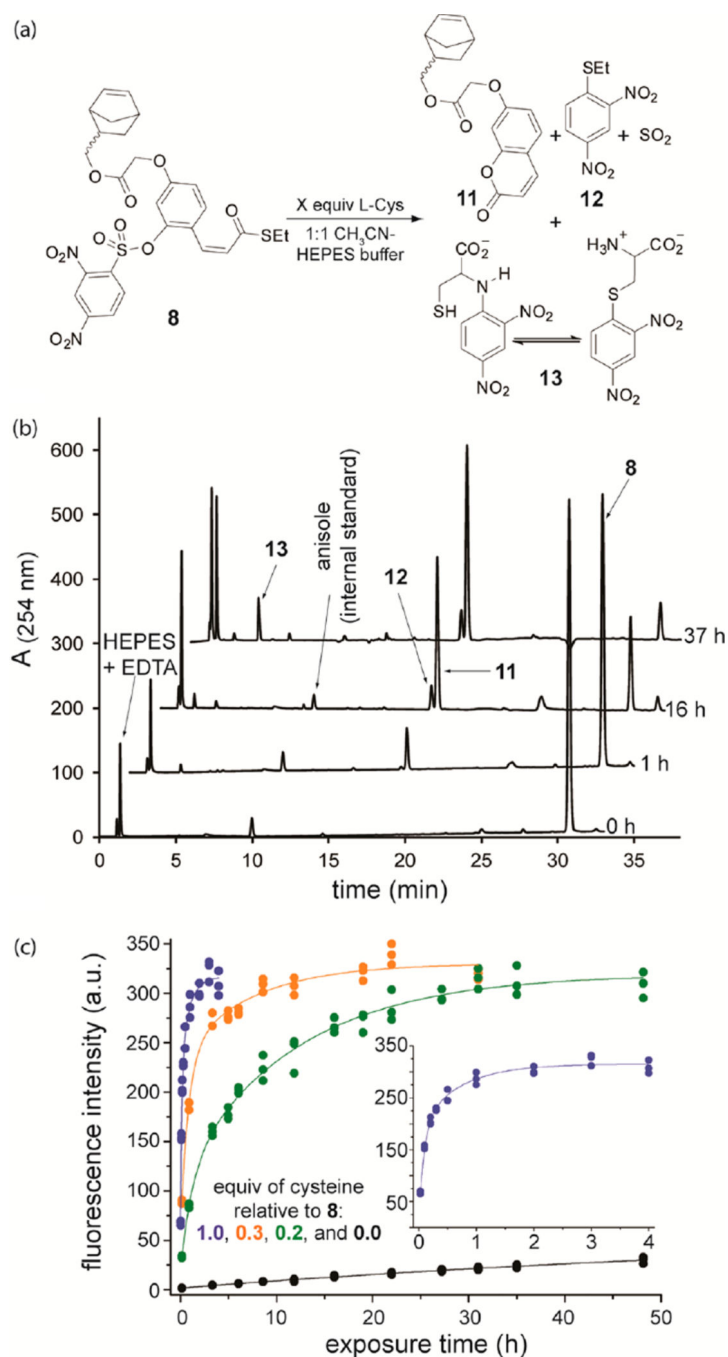 (a)
O
O
O
O
O
S
O
O
NO₂
NO₂
8
O
SEt
X equiv L-Cys
1:1 CH₃CN-
HEPES buffer
O
O
O
O
O
11
+
SEt
NO₂
NO₂
12
+ SO₂
+
CO₂⁻
H
N
SH
NO₂
NO₂
13
H₃N⁺
CO₂⁻
S
NO₂
NO₂
(b)
A (254 nm)
600
500
400
300
200
100
0
HEPES
+ EDTA
13
anisole
(internal standard)
12
11
8
37 h
16 h
1 h
0 h
0 5 10 15 20 25 30 35
time (min)
(c)
fluorescence intensity (a.u.)
350
300
250
200
150
100
50
0
equiv of cysteine
relative to 8:
1.0, 0.3, 0.2, and 0.0
350
250
150
50
0 1 2 3 4
0 10 20 30 40 50
exposure time (h)